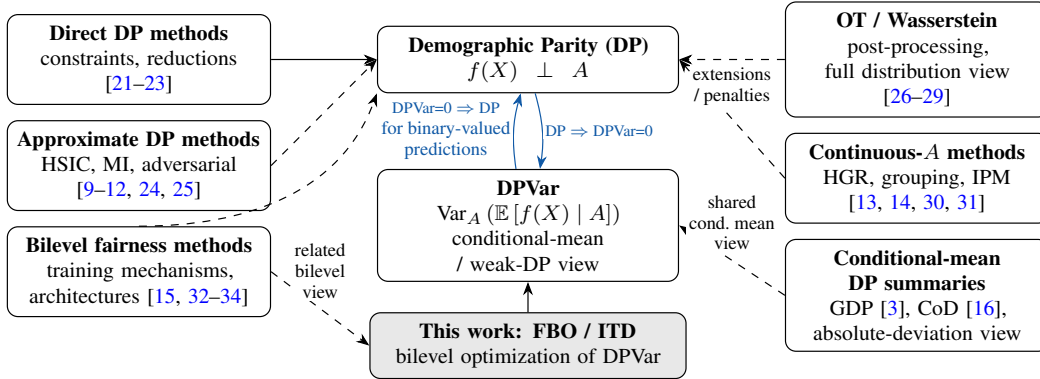 Direct DP methods
constraints, reductions
[21–23]
Approximate DP methods
HSIC, MI, adversarial
[9–12, 24, 25]
Bilevel fairness methods
training mechanisms,
architectures [15, 32–34]
Demographic Parity (DP)
f(X) ⊥ A
DPVar=0 ⇒ DP
for binary-valued
predictions
DP ⇒ DPVar=0
DPVar
Var_A (𝔼 [f(X) | A])
conditional-mean
/ weak-DP view
related
bilevel
view
This work: FBO / ITD
bilevel optimization of DPVar
extensions
/ penalties
shared
cond. mean
view
OT / Wasserstein
post-processing,
full distribution view
[26–29]
Continuous-A methods
HGR, grouping, IPM
[13, 14, 30, 31]
Conditional-mean
DP summaries
GDP [3], CoD [16],
absolute-deviation view